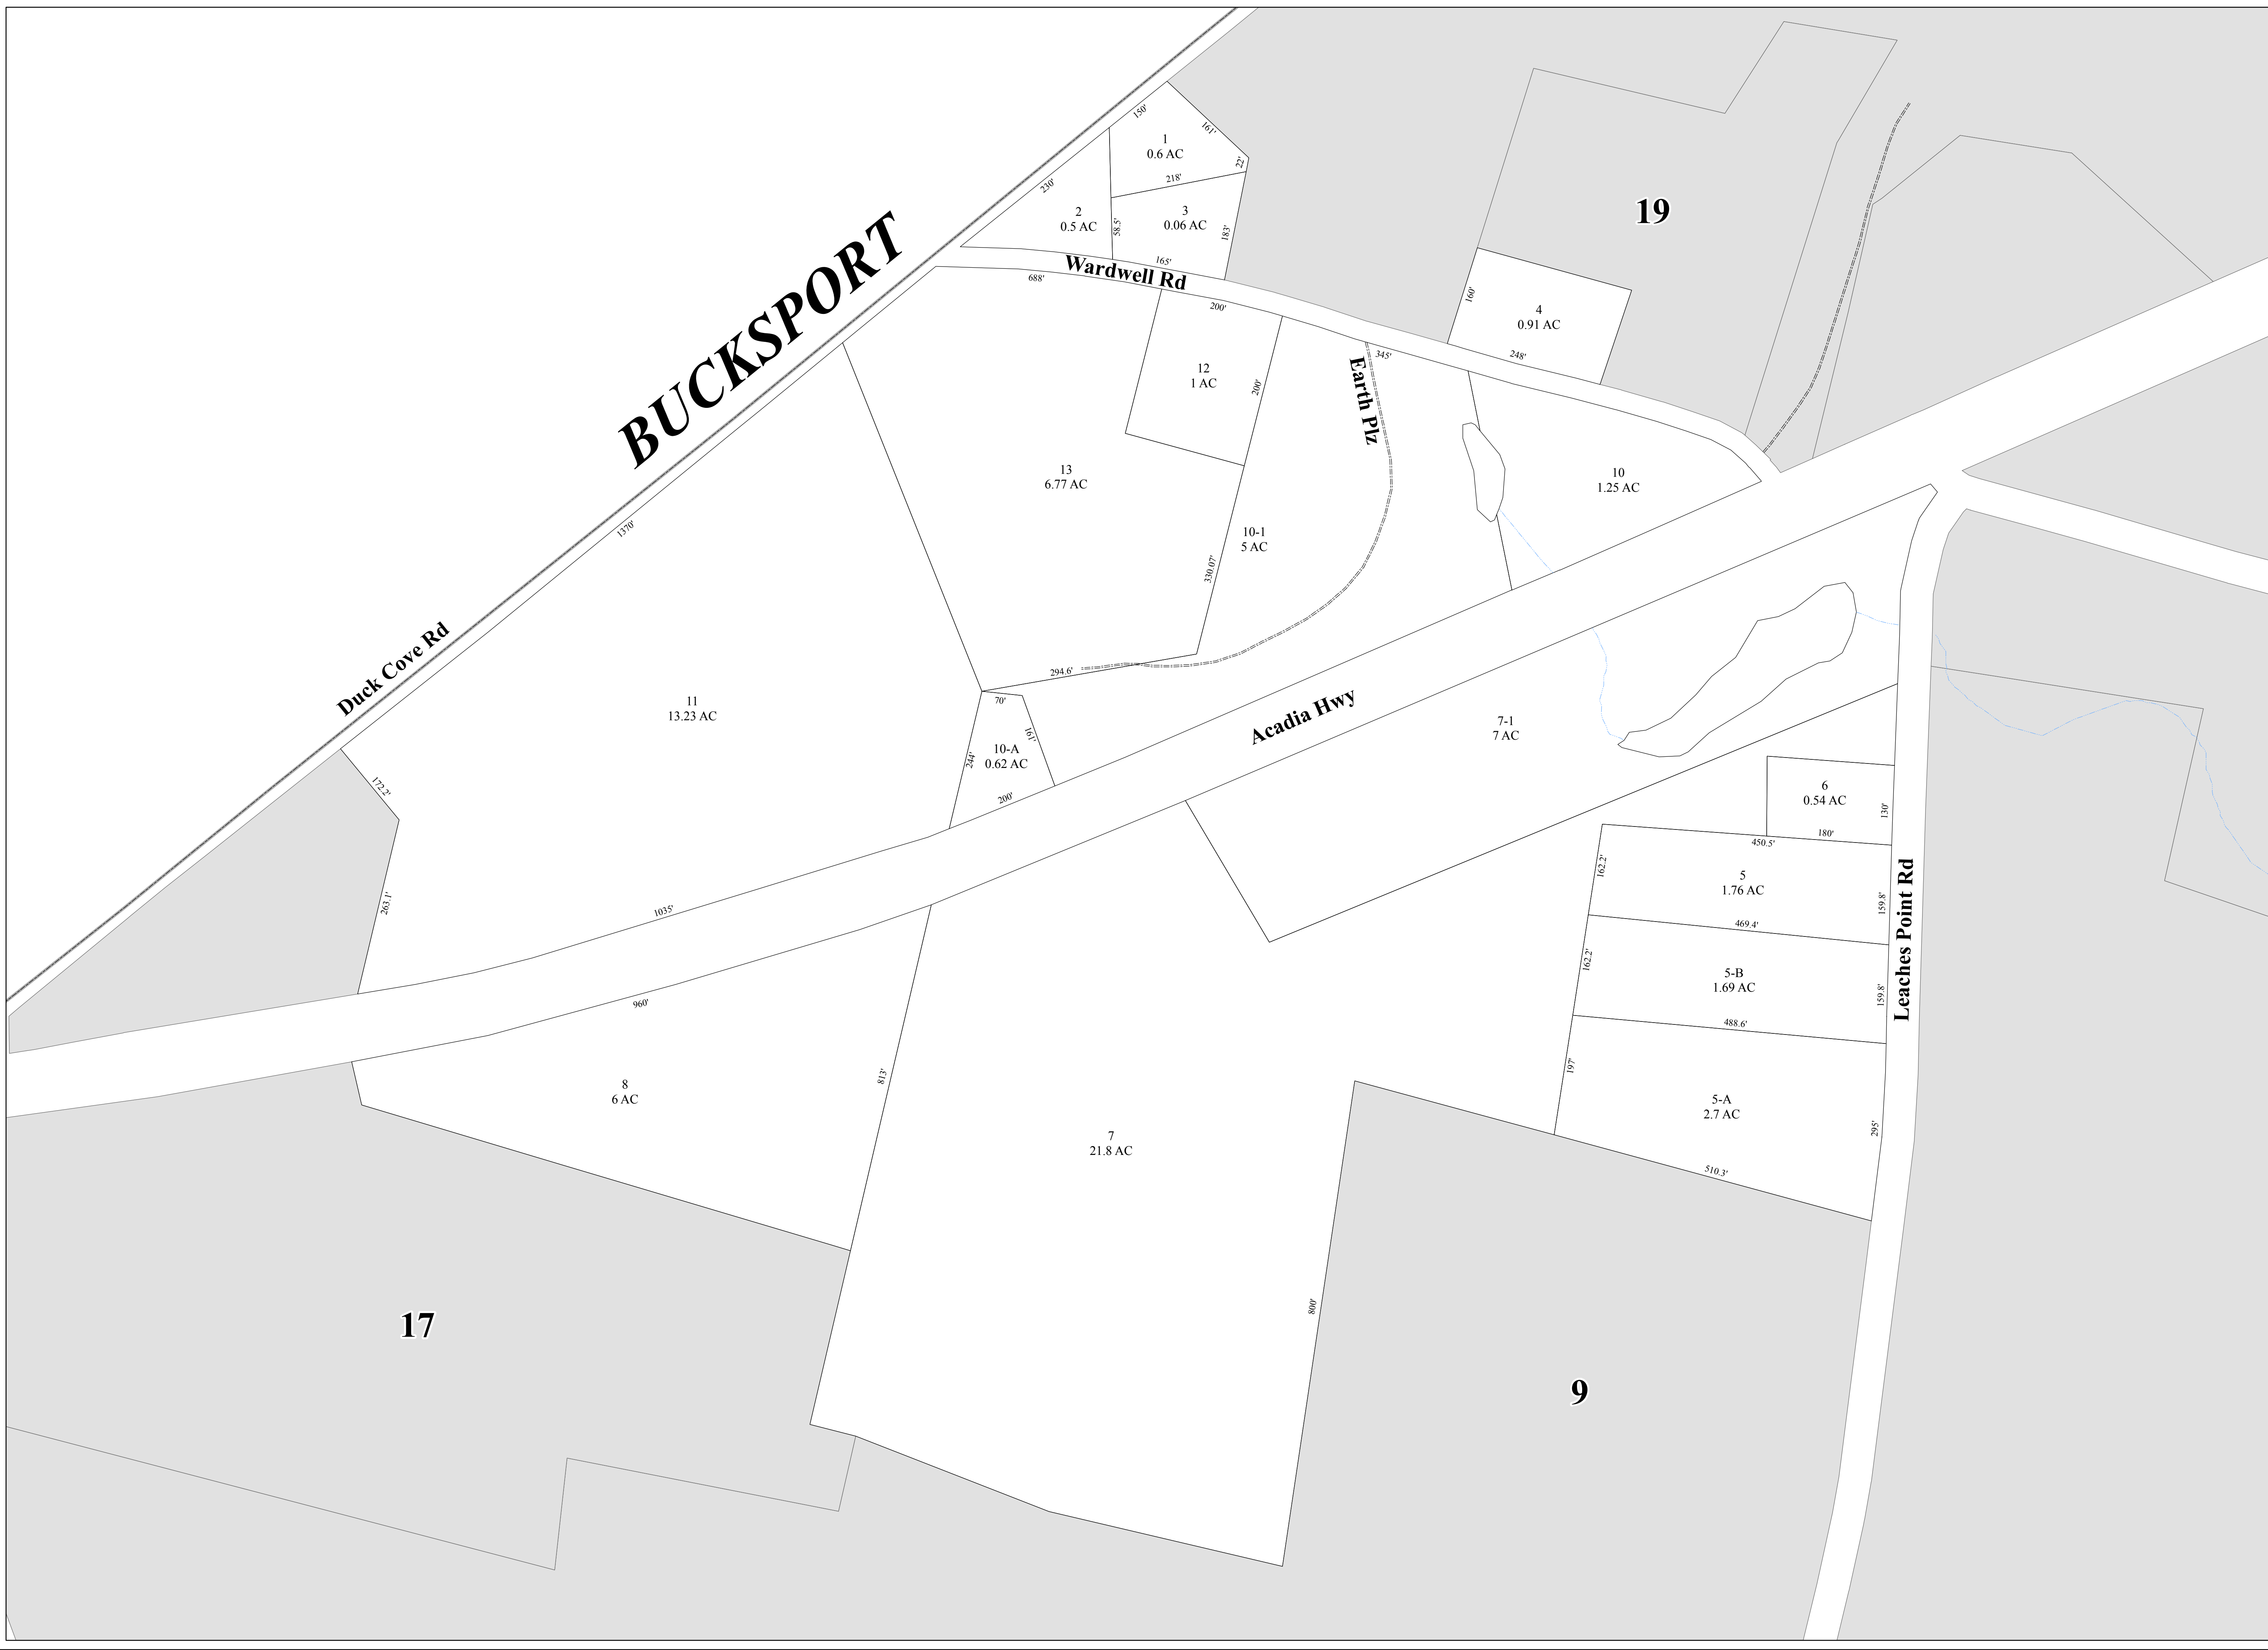 BUCKSPORT
150'
161'
1
0.6 AC
22'
218'
230'
2
0.5 AC
58.5'
3
0.06 AC
183'
165'
Wardwell Rd
688'
200'
19
160'
4
0.91 AC
248'
345'
Earth Plz
12
1 AC
200'
13
6.77 AC
10
1.25 AC
10-1
5 AC
330.07'
1370'
Duck Cove Rd
294.6'
11
13.23 AC
70'
161'
10-A
0.62 AC
244'
200'
Acadia Hwy
7-1
7 AC
172.2'
263.1'
1035'
6
0.54 AC
130'
180'
450.5'
162.2'
5
1.76 AC
159.8'
469.4'
162.2'
5-B
1.69 AC
159.8'
488.6'
Leaches Point Rd
197'
5-A
2.7 AC
295'
510.3'
960'
8
6 AC
813'
7
21.8 AC
800'
17
9